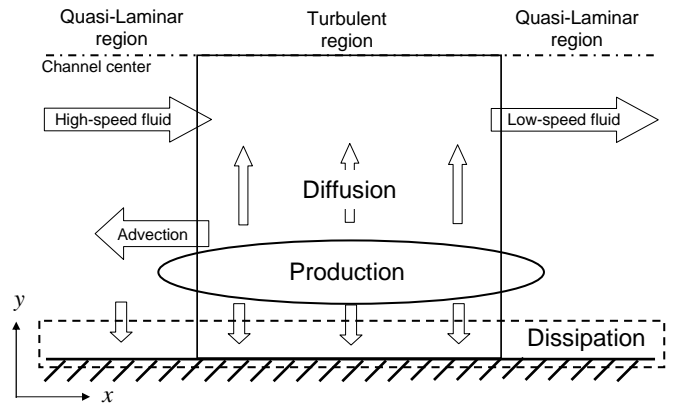 Quasi-Laminar
region
Turbulent
region
Quasi-Laminar
region
Channel center
High-speed fluid
Low-speed fluid
Diffusion
Advection
Production
Dissipation
y
x